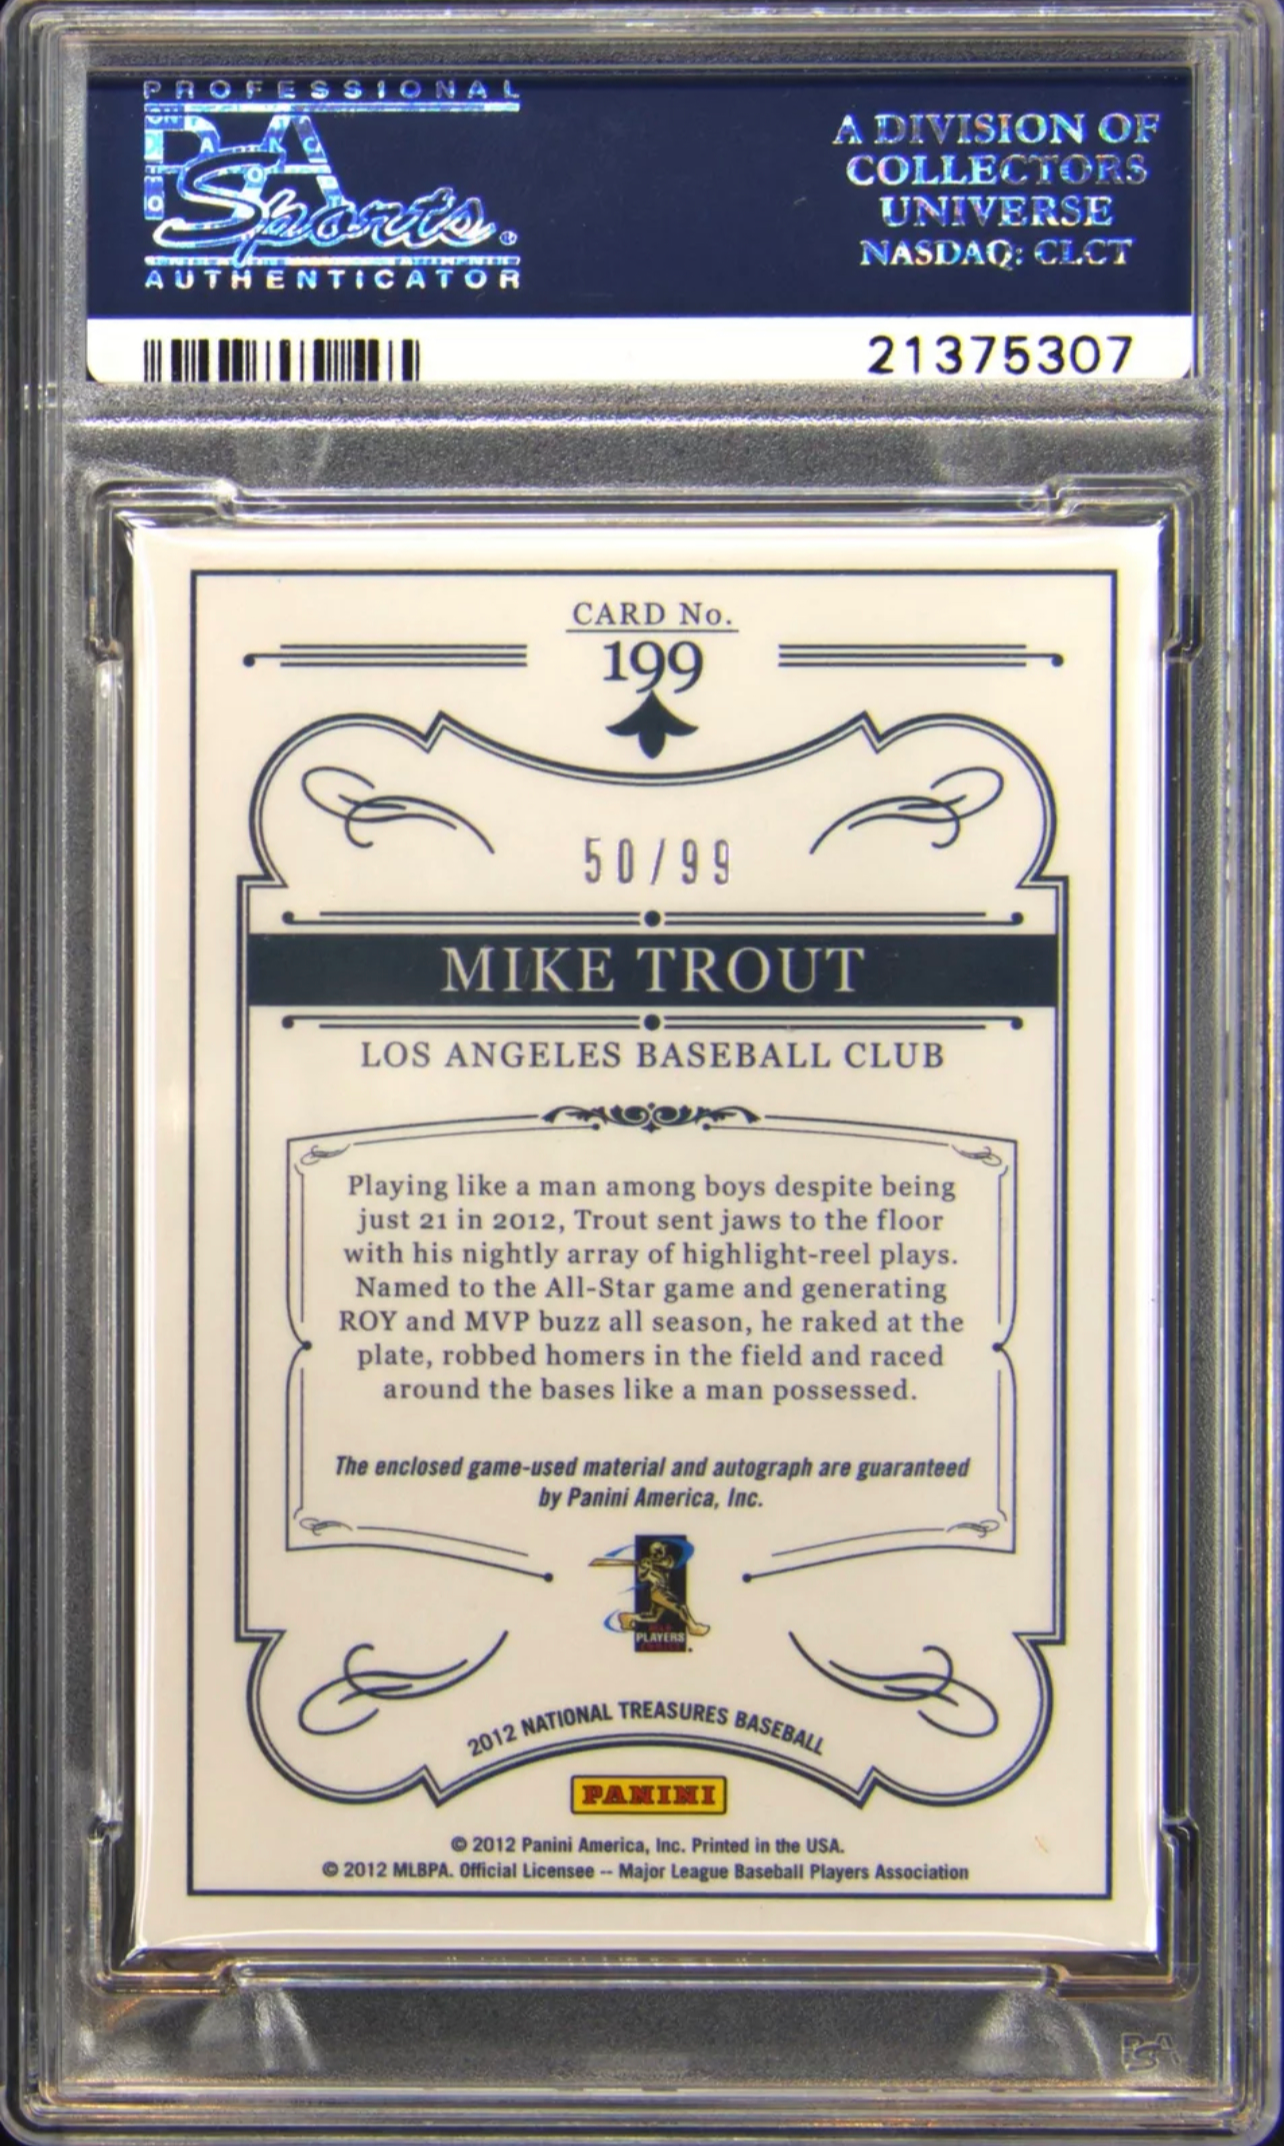 PROFESSIONAL
PSA
Sports
AUTHENTICATOR
A DIVISION OF
COLLECTORS
UNIVERSE
NASDAQ: CLCT
21375307
CARD No.
199
50/99
MIKE TROUT
LOS ANGELES BASEBALL CLUB
Playing like a man among boys despite being
just 21 in 2012, Trout sent jaws to the floor
with his nightly array of highlight-reel plays.
Named to the All-Star game and generating
ROY and MVP buzz all season, he raked at the
plate, robbed homers in the field and raced
around the bases like a man possessed.
The enclosed game-used material and autograph are guaranteed
by Panini America, Inc.
PLAYERS
2012 NATIONAL TREASURES BASEBALL
PANINI
© 2012 Panini America, Inc. Printed in the USA.
© 2012 MLBPA. Official Licensee -- Major League Baseball Players Association
PSA